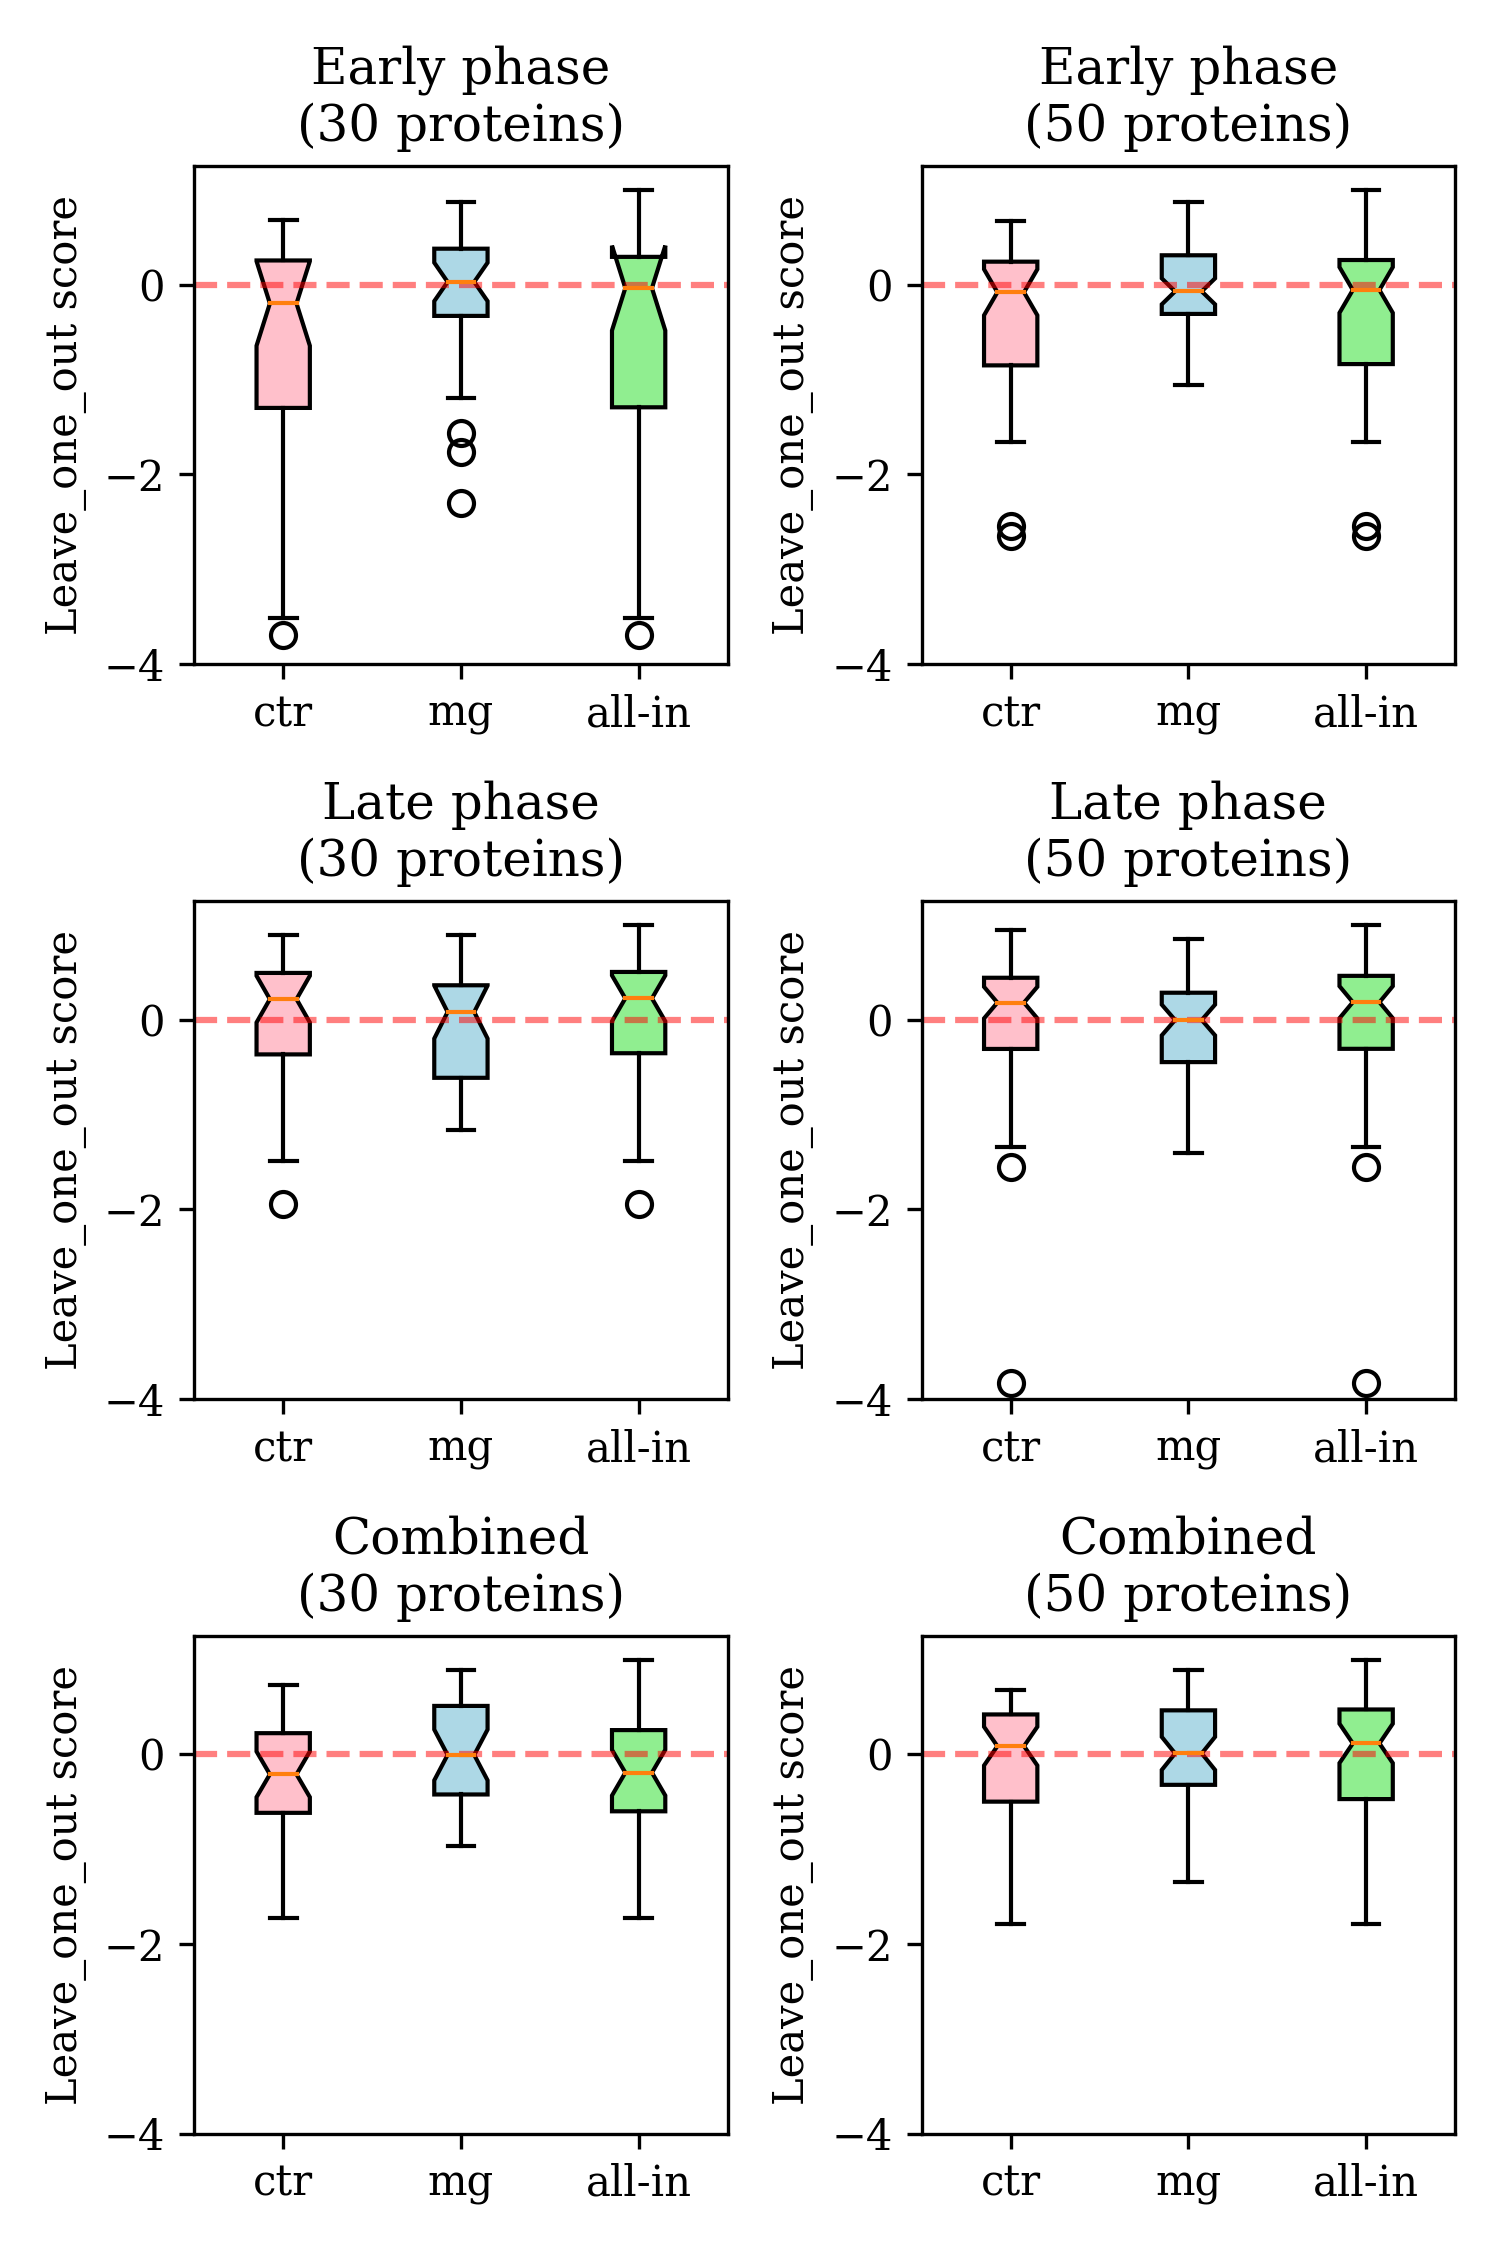 Early phase
(30 proteins)
Leave_one_out score
0
−2
−4
ctr mg all-in
Early phase
(50 proteins)
Leave_one_out score
0
−2
−4
ctr mg all-in
Late phase
(30 proteins)
Leave_one_out score
0
−2
−4
ctr mg all-in
Late phase
(50 proteins)
Leave_one_out score
0
−2
−4
ctr mg all-in
Combined
(30 proteins)
Leave_one_out score
0
−2
−4
ctr mg all-in
Combined
(50 proteins)
Leave_one_out score
0
−2
−4
ctr mg all-in